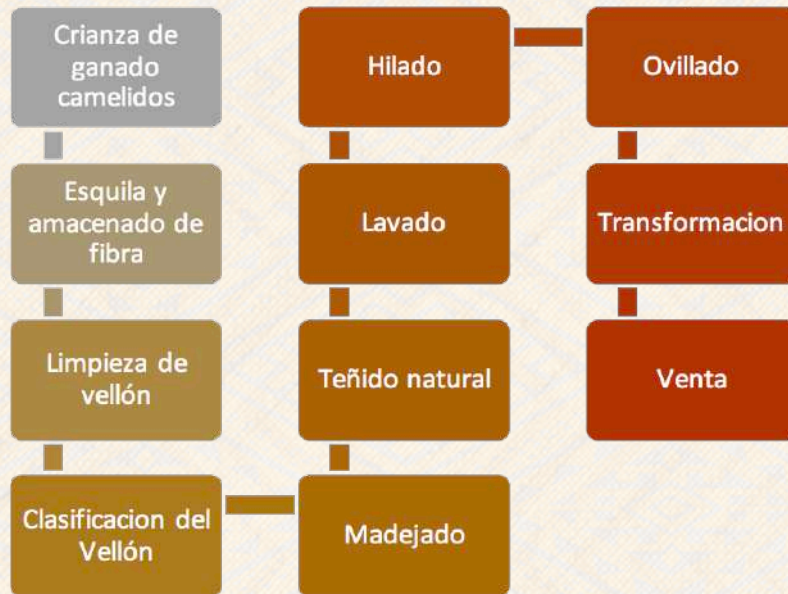 Crianza de
ganado
camelidos
Esquila y
amacenado de
fibra
Limpieza de
vellón
Clasificacion del
Vellón
Madejado
Teñido natural
Lavado
Hilado
Ovillado
Transformacion
Venta